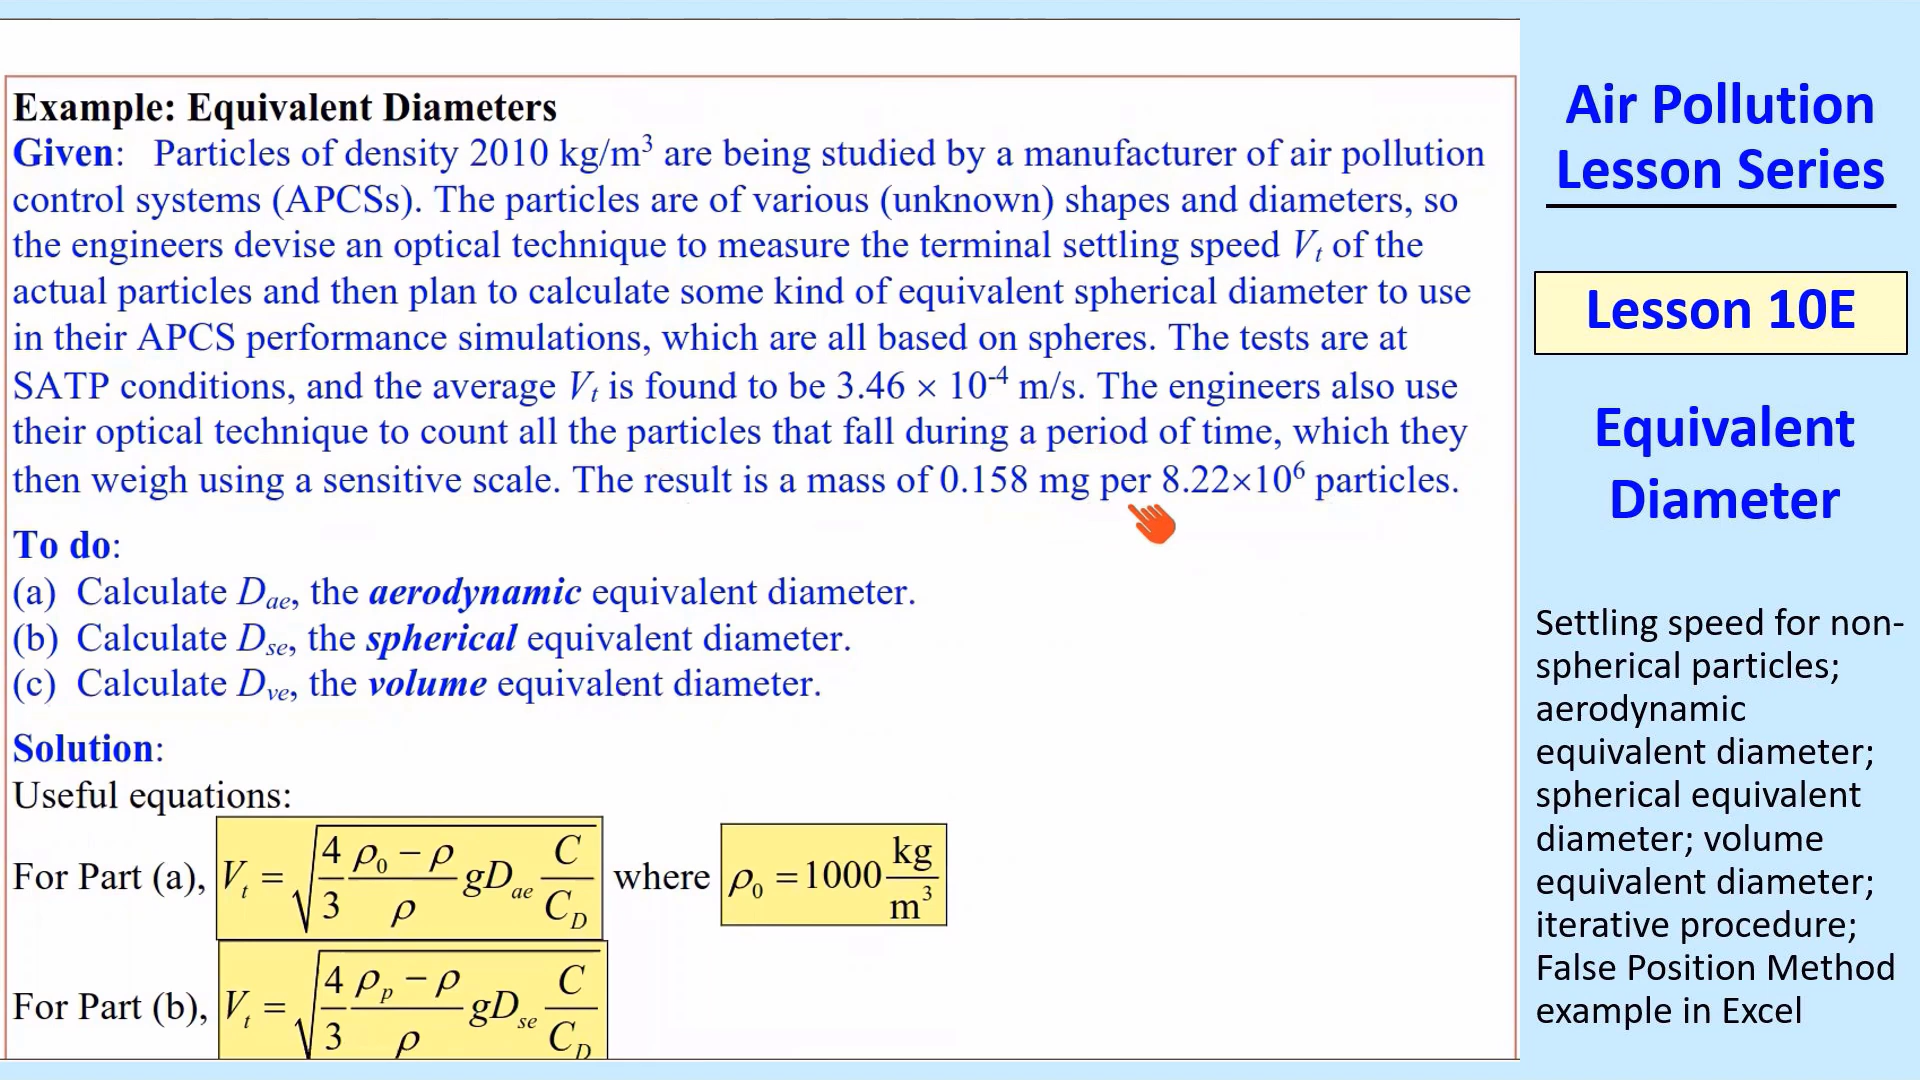 Example: Equivalent Diameters
Given: Particles of density 2010 kg/m³ are being studied by a manufacturer of air pollution
control systems (APCSs). The particles are of various (unknown) shapes and diameters, so
the engineers devise an optical technique to measure the terminal settling speed Vₜ of the
actual particles and then plan to calculate some kind of equivalent spherical diameter to use
in their APCS performance simulations, which are all based on spheres. The tests are at
SATP conditions, and the average Vₜ is found to be 3.46 × 10⁻⁴ m/s. The engineers also use
their optical technique to count all the particles that fall during a period of time, which they
then weigh using a sensitive scale. The result is a mass of 0.158 mg per 8.22×10⁶ particles.
To do:
(a) Calculate D_ae, the aerodynamic equivalent diameter.
(b) Calculate D_se, the spherical equivalent diameter.
(c) Calculate D_ve, the volume equivalent diameter.
Solution:
Useful equations:
For Part (a), Vₜ = √(4/3 (ρ₀ − ρ)/ρ gD_ae C/C_D) where ρ₀ = 1000 kg/m³
For Part (b), Vₜ = √(4/3 (ρ_p − ρ)/ρ gD_se C/C_D)
Air Pollution
Lesson Series
Lesson 10E
Equivalent
Diameter
Settling speed for non-
spherical particles;
aerodynamic
equivalent diameter;
spherical equivalent
diameter; volume
equivalent diameter;
iterative procedure;
False Position Method
example in Excel